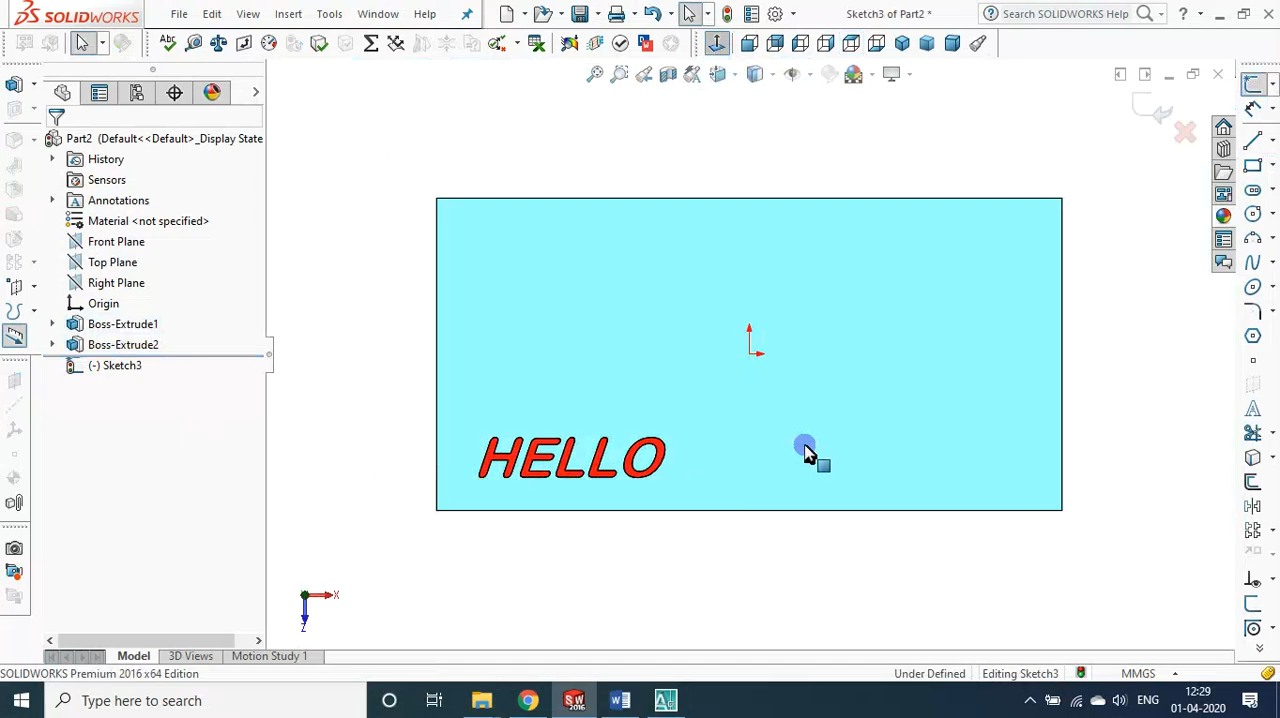 SOLIDWORKS File Edit View Insert Tools Window Help Sketch3 of Part2 * Search SOLIDWORKS Help
Part2 (Default<<Default>_Display State
History
Sensors
Annotations
Material <not specified>
Front Plane
Top Plane
Right Plane
Origin
Boss-Extrude1
Boss-Extrude2
(-) Sketch3
HELLO
X
Z
Model 3D Views Motion Study 1
SOLIDWORKS Premium 2016 x64 Edition Under Defined Editing Sketch3 MMGS
Type here to search ENG 12:29
01-04-2020